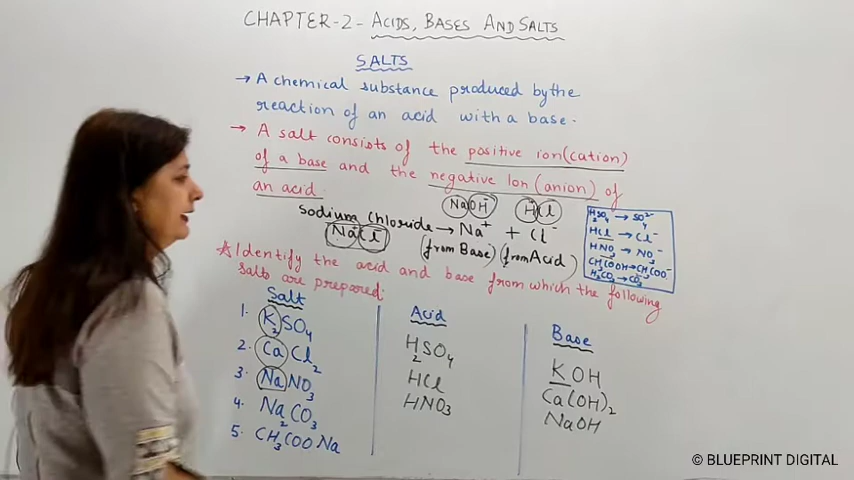 CHAPTER-2- ACIDS, BASES AND SALTS
SALTS
→ A chemical substance produced by the
reaction of an acid with a base.
→ A salt consists of the positive ion (cation)
of a base and the negative Ion (anion) of
an acid
NaOH HCl
Sodium Chloride → Na⁺ + Cl⁻
NaCl (from Base) (from Acid)
H₂SO₄ → SO₄²⁻
HCl → Cl⁻
HNO₃ → NO₃⁻
CH₃COOH → CH₃COO⁻
H₂CO₃ → CO₃²⁻
*Identify the acid and base from which the following
salts are prepared:
Salt Acid Base
1. K₂SO₄ H₂SO₄ KOH
2. CaCl₂ HCl Ca(OH)₂
3. NaNO₃ HNO₃ NaOH
4. Na₂CO₃
5. CH₃COONa
© BLUEPRINT DIGITAL